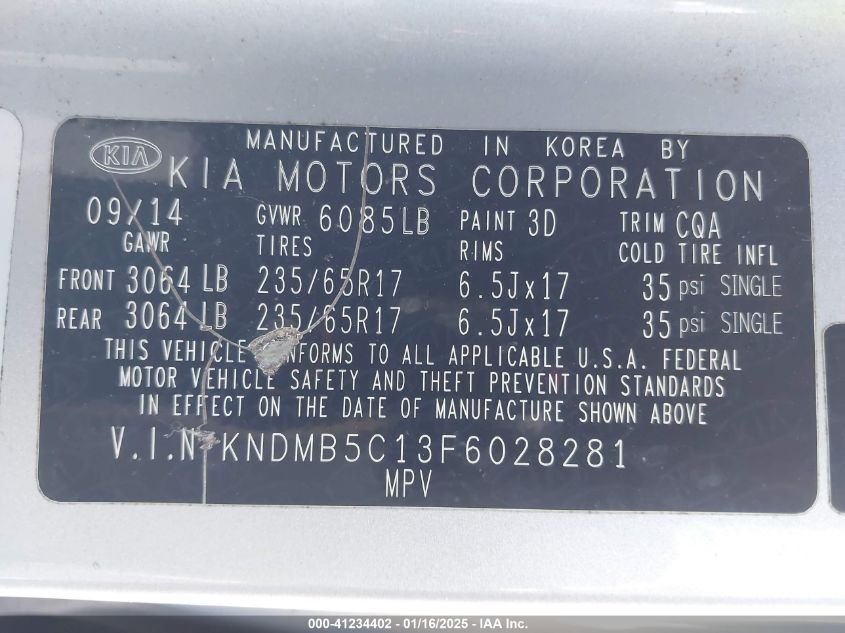 MANUFACTURED IN KOREA BY
KIA KIA MOTORS CORPORATION
09/14 GVWR 6085LB PAINT 3D TRIM CQA
GAWR TIRES RIMS COLD TIRE INFL
FRONT 3064 LB 235/65R17 6.5Jx17 35 psi SINGLE
REAR 3064 LB 235/65R17 6.5Jx17 35 psi SINGLE
THIS VEHICLE NFORMS TO ALL APPLICABLE U.S.A. FEDERAL
MOTOR VEHICLE SAFETY AND THEFT PREVENTION STANDARDS
IN EFFECT ON THE DATE OF MANUFACTURE SHOWN ABOVE
V.I.N: KNDMB5C13F6028281
MPV
000-41234402 - 01/16/2025 - IAA Inc.